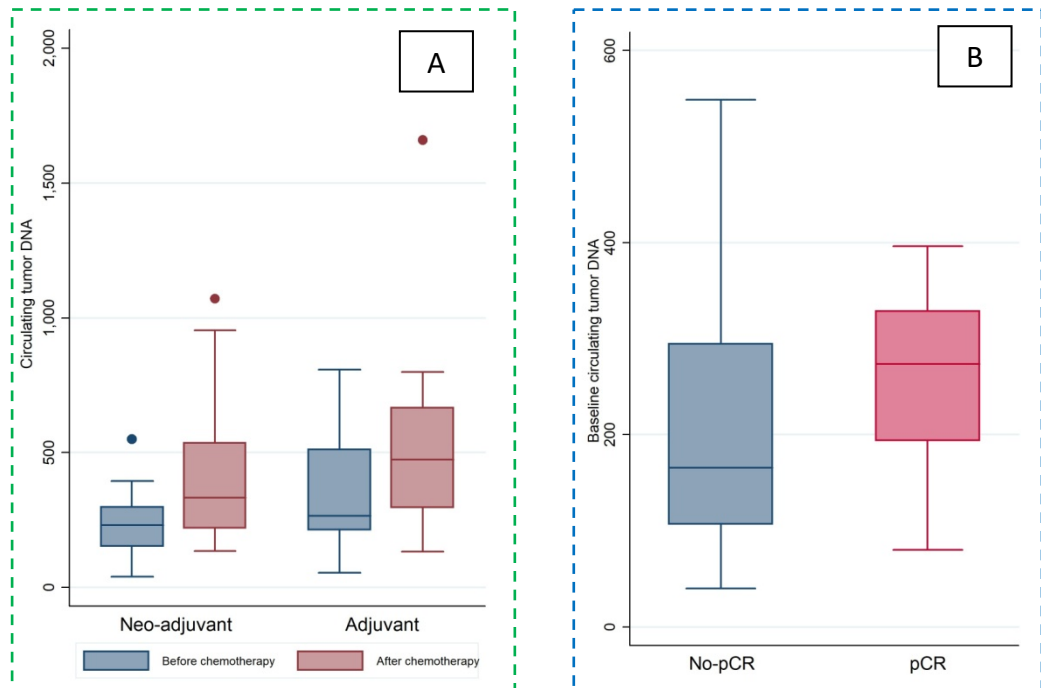 A
2,000
1,500
1,000
500
0
Circulating tumor DNA
Neo-adjuvant
Adjuvant
Before chemotherapy
After chemotherapy
B
600
400
200
0
Baseline circulating tumor DNA
No-pCR
pCR